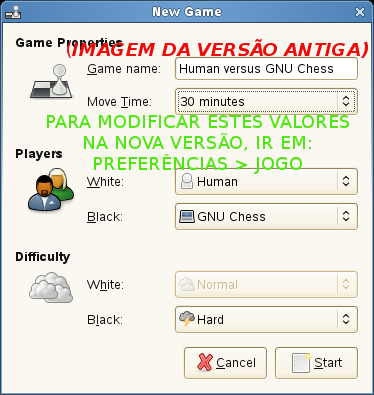 New Game
Game Properties
(IMAGEM DA VERSÃO ANTIGA)
Game name: Human versus GNU Chess
Move Time: 30 minutes
PARA MODIFICAR ESTES VALORES
NA NOVA VERSÃO, IR EM:
PREFERÊNCIAS > JOGO
Players
White: Human
Black: GNU Chess
Difficulty
White: Normal
Black: Hard
Cancel Start